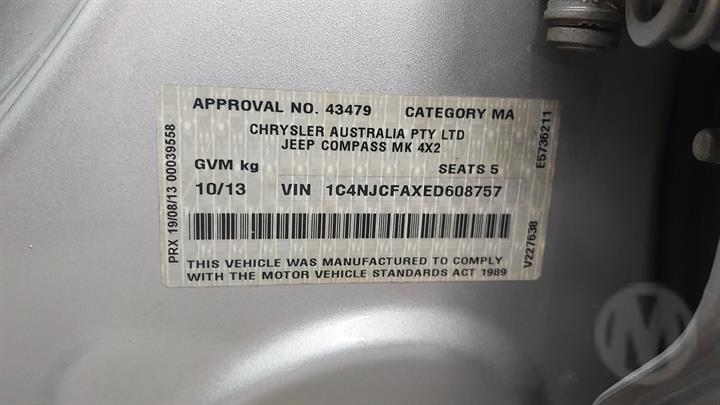 APPROVAL NO. 43479 CATEGORY MA
CHRYSLER AUSTRALIA PTY LTD
JEEP COMPASS MK 4X2
GVM kg SEATS 5
10/13 VIN 1C4NJCFAXED608757
THIS VEHICLE WAS MANUFACTURED TO COMPLY
WITH THE MOTOR VEHICLE STANDARDS ACT 1989
PRX 19/08/13 00039558
E5736211
V227638
M